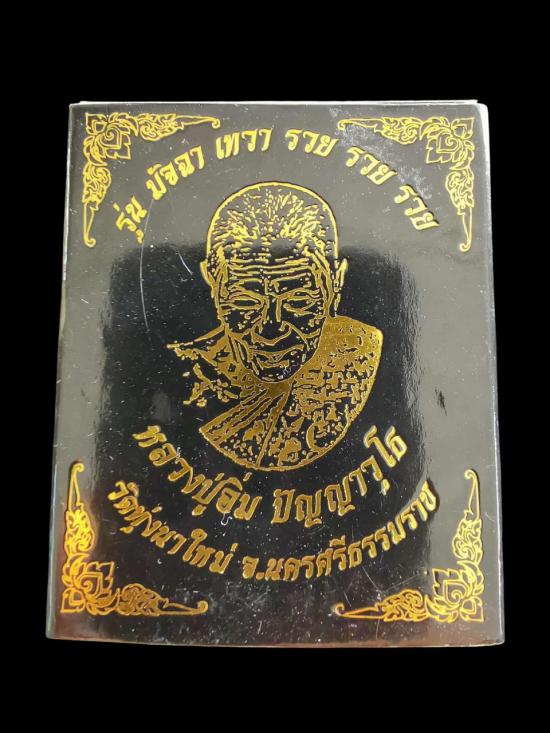 รุ่น ปัจฉา เทวา รวย รวย รวย
หลวงปู่อิ่ม ปัญญาวุโธ
วัดทุ่งนาใหม่ จ.นครศรีธรรมราช